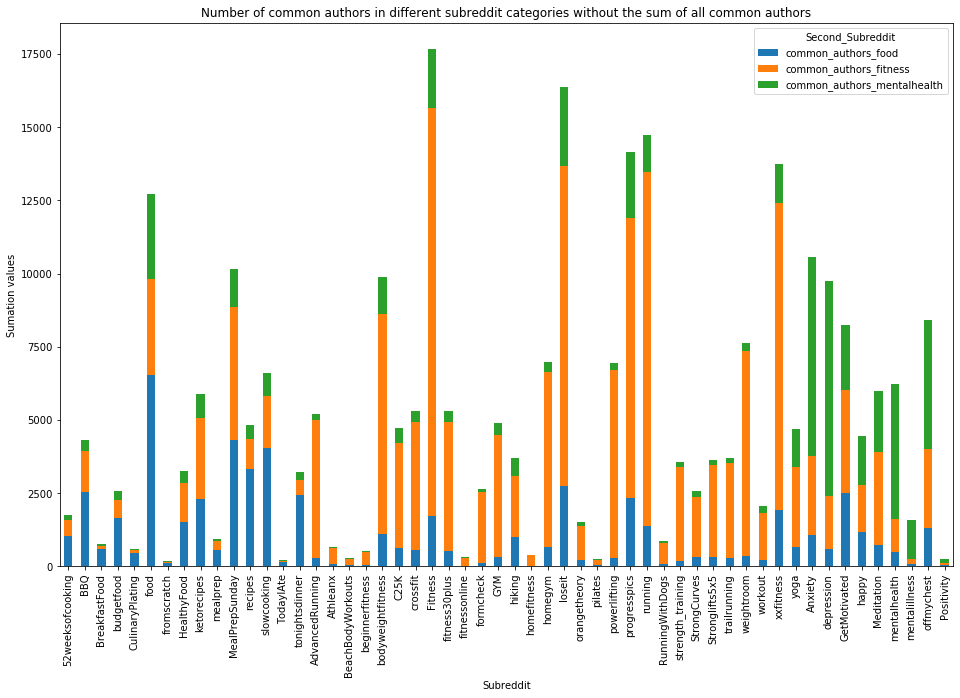 Number of common authors in different subreddit categories without the sum of all common authors
Second_Subreddit
common_authors_food
common_authors_fitness
common_authors_mentalhealth
Sumation values
17500
15000
12500
10000
7500
5000
2500
0
52weeksofcooking
BBQ
BreakfastFood
budgetfood
CulinaryPlating
food
fromscratch
HealthyFood
ketorecipes
mealprep
MealPrepSunday
recipes
slowcooking
TodayIAte
tonightsdinner
AdvancedRunning
Athleanx
BeachBodyWorkouts
beginnerfitness
bodyweightfitness
C25K
crossfit
Fitness
fitness30plus
fitnessonline
formcheck
GYM
hiking
homefitness
homegym
loseit
orangetheory
pilates
powerlifting
progresspics
running
RunningWithDogs
strength_training
StrongCurves
Stronglifts5x5
trailrunning
weightroom
workout
xxfitness
yoga
Anxiety
depression
GetMotivated
happy
Meditation
mentalhealth
mentalillness
offmychest
Positivity
Subreddit